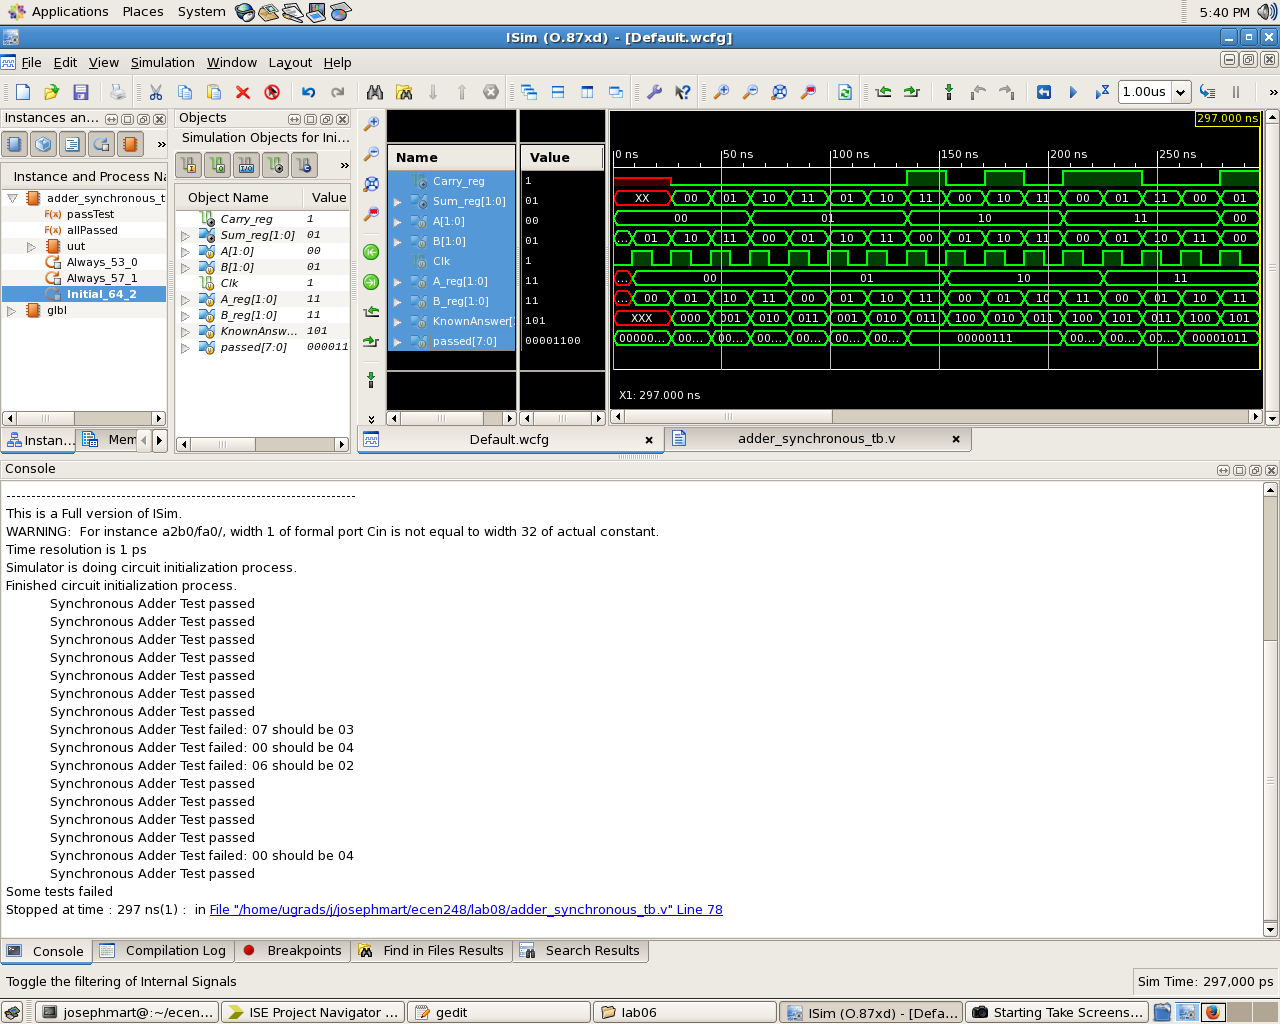 Applications Places System 5:40 PM
ISim (O.87xd) - [Default.wcfg]
File Edit View Simulation Window Layout Help
1.00us
»
Instances an...
Objects
Simulation Objects for Ini...
»
»
Instance and Process Na
adder_synchronous_t
passTest
allPassed
uut
Always_53_0
Always_57_1
Initial_64_2
glbl
Object Name Value
Carry_reg 1
Sum_reg[1:0] 01
A[1:0] 00
B[1:0] 01
Clk 1
A_reg[1:0] 11
B_reg[1:0] 11
KnownAnsw... 101
passed[7:0] 000011
Instan... Mem
»
Name Value
Carry_reg 1
Sum_reg[1:0] 01
A[1:0] 00
B[1:0] 01
Clk 1
A_reg[1:0] 11
B_reg[1:0] 11
KnownAnswer[ 101
passed[7:0] 00001100
297.000 ns
0 ns 50 ns 100 ns 150 ns 200 ns 250 ns
XX 00 01 10 11 01 10 11 00 10 11 00 01 11 00 01
00 01 10 11 00
... 01 10 11 00 01 10 11 00 01 10 11 00 01 10 11 00
... 00 01 10 11
... 00 01 10 11 00 01 10 11 00 01 10 11 00 01 10 11
XXX 000 001 010 011 001 010 011 100 010 011 100 101 011 100 101
00000... 00... 00... 00... 00... 00... 00... 00000111 00... 00... 00... 00001011
X1: 297.000 ns
Default.wcfg adder_synchronous_tb.v
Console
----------------------------------------------------------------------
This is a Full version of ISim.
WARNING: For instance a2b0/fa0/, width 1 of formal port Cin is not equal to width 32 of actual constant.
Time resolution is 1 ps
Simulator is doing circuit initialization process.
Finished circuit initialization process.
Synchronous Adder Test passed
Synchronous Adder Test passed
Synchronous Adder Test passed
Synchronous Adder Test passed
Synchronous Adder Test passed
Synchronous Adder Test passed
Synchronous Adder Test passed
Synchronous Adder Test failed: 07 should be 03
Synchronous Adder Test failed: 00 should be 04
Synchronous Adder Test failed: 06 should be 02
Synchronous Adder Test passed
Synchronous Adder Test passed
Synchronous Adder Test passed
Synchronous Adder Test passed
Synchronous Adder Test failed: 00 should be 04
Synchronous Adder Test passed
Some tests failed
Stopped at time : 297 ns(1) : in File "/home/ugrads/j/josephmart/ecen248/lab08/adder_synchronous_tb.v" Line 78
Console Compilation Log Breakpoints Find in Files Results Search Results
Toggle the filtering of Internal Signals Sim Time: 297,000 ps
josephmart@:~/ecen... ISE Project Navigator ... gedit lab06 ISim (O.87xd) - [Defa... Starting Take Screens...